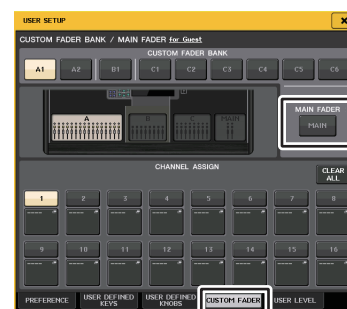 USER SETUP
CUSTOM FADER BANK / MAIN FADER for Guest
CUSTOM FADER BANK
A1 A2 B1 C1 C2 C3 C4 C5 C6
A B C MAIN
MAIN FADER
MAIN
CHANNEL ASSIGN
CLEAR ALL
1 2 3 4 5 6 7 8
---- ---- ---- ---- ---- ---- ---- ----
9 10 11 12 13 14 15 16
---- ---- ---- ---- ---- ---- ---- ----
PREFERENCE USER DEFINED KEYS USER DEFINED KNOBS CUSTOM FADER USER LEVEL